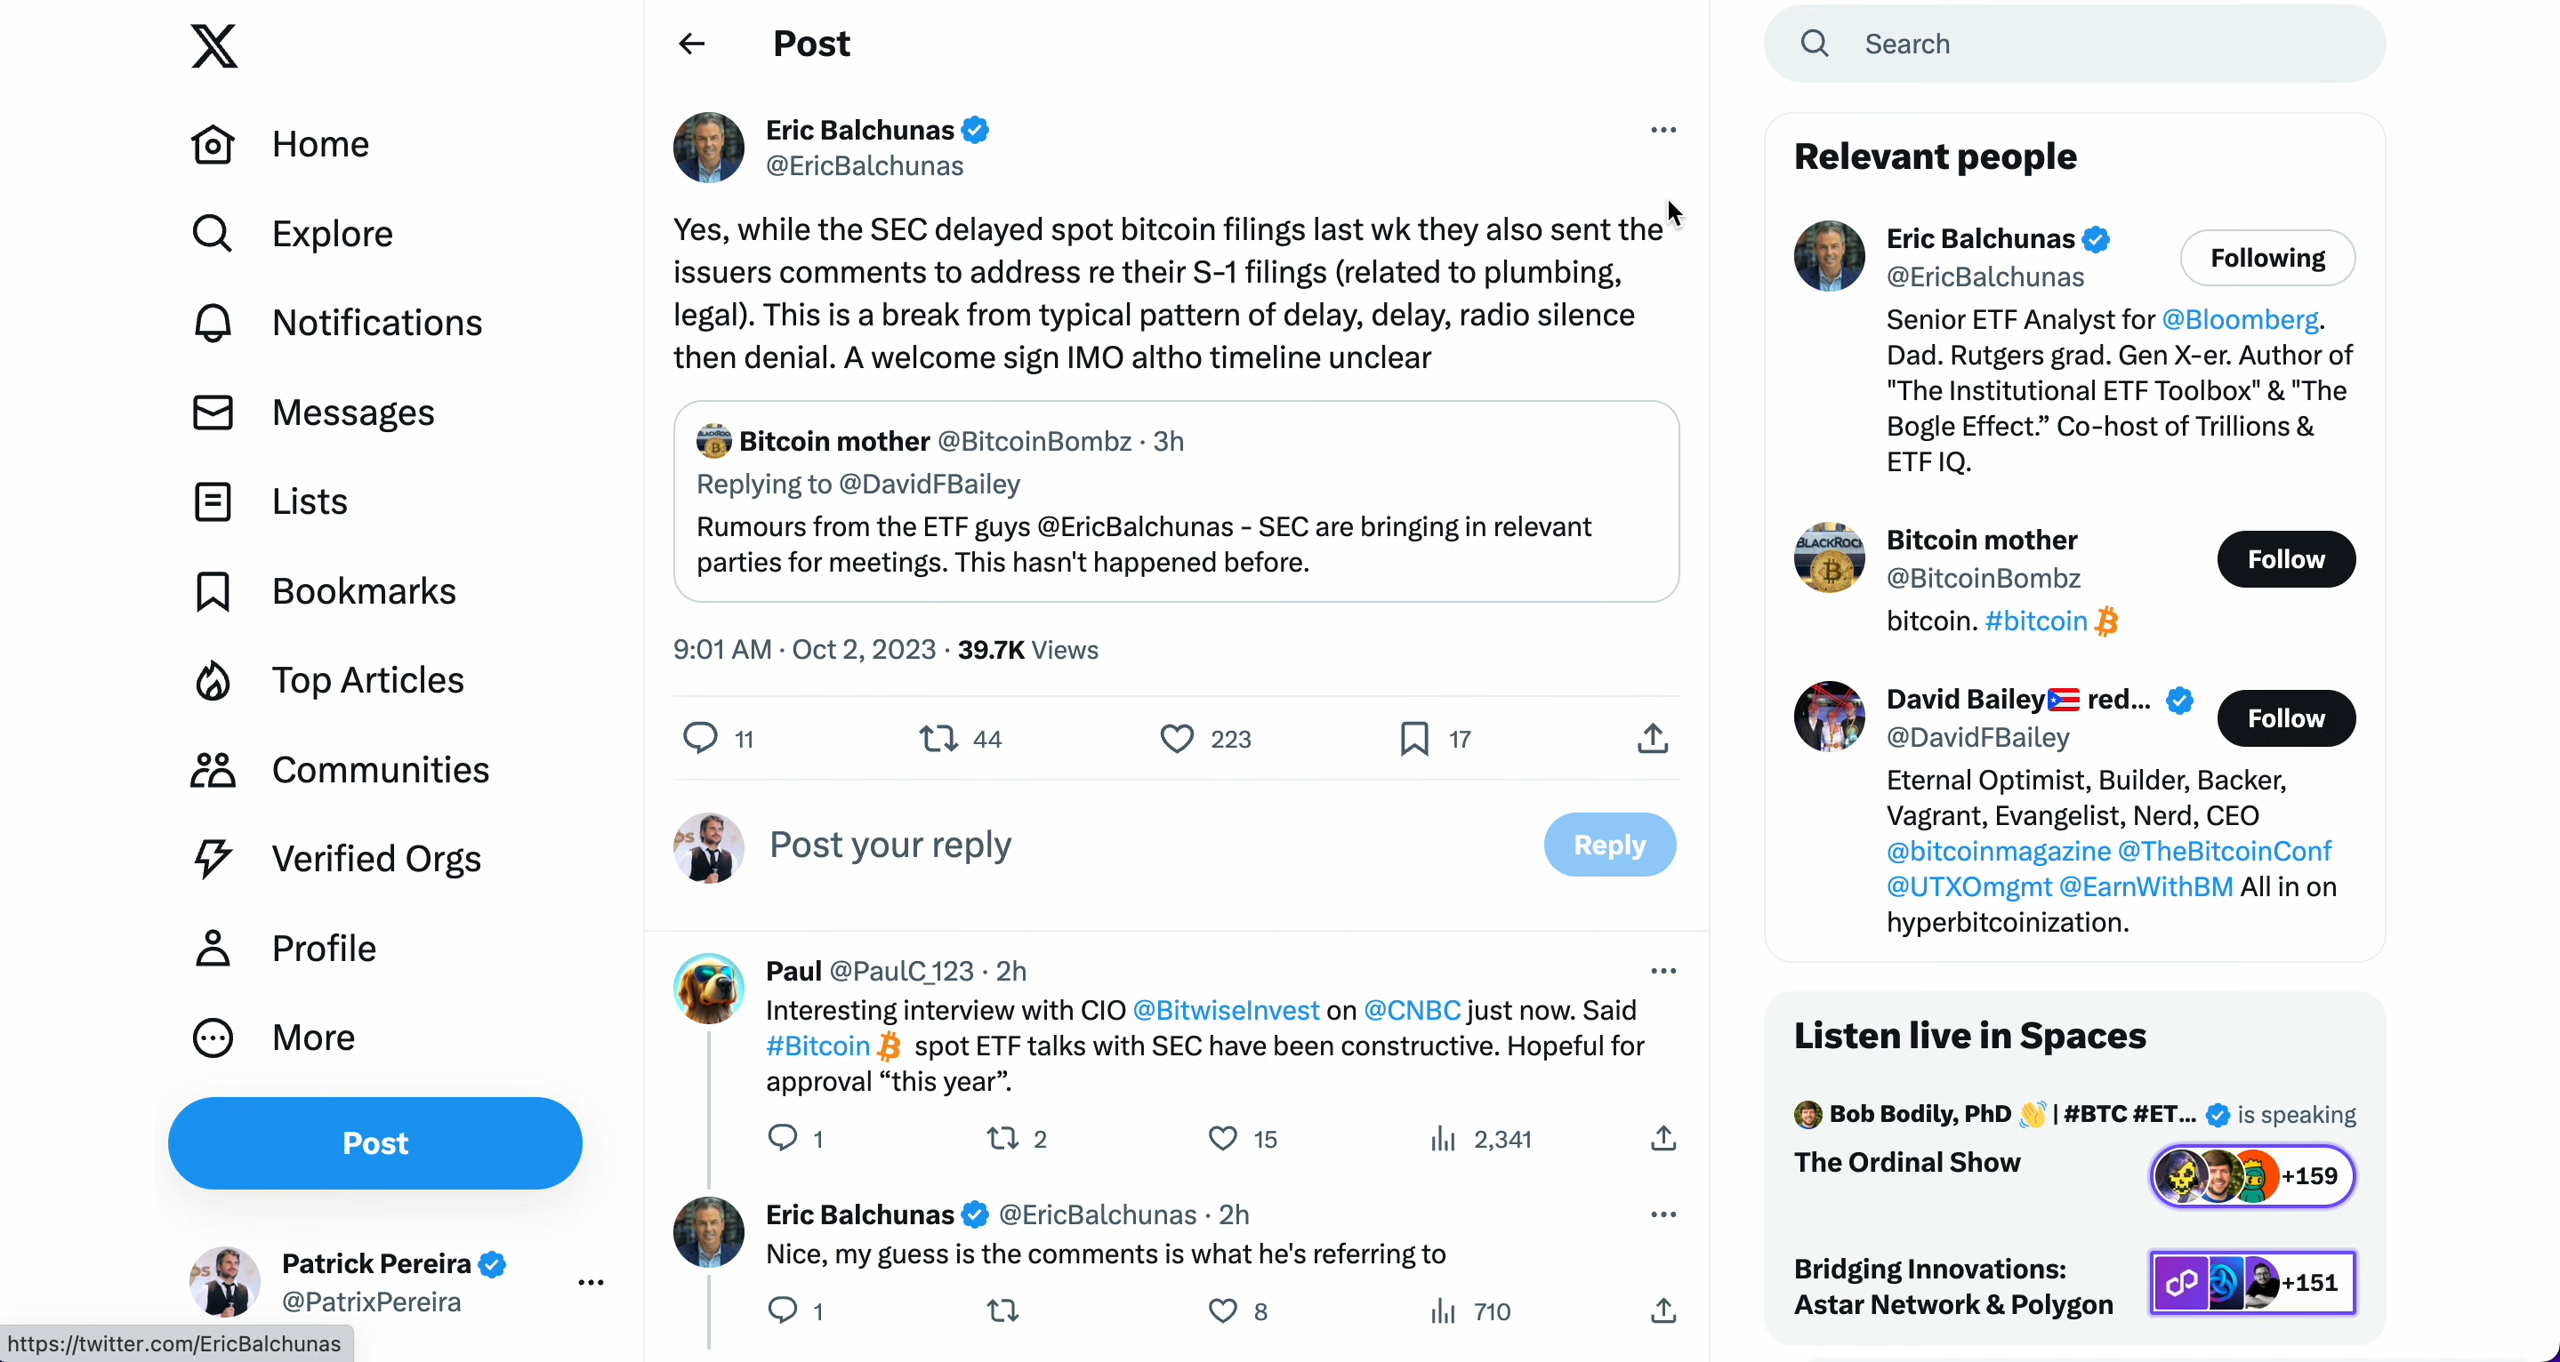 Home
Explore
Notifications
Messages
Lists
Bookmarks
Top Articles
Communities
Verified Orgs
Profile
More
Post
Patrick Pereira
@PatrixPereira
https://twitter.com/EricBalchunas
Post
Eric Balchunas
@EricBalchunas
Yes, while the SEC delayed spot bitcoin filings last wk they also sent the
issuers comments to address re their S-1 filings (related to plumbing,
legal). This is a break from typical pattern of delay, delay, radio silence
then denial. A welcome sign IMO altho timeline unclear
Bitcoin mother @BitcoinBombz · 3h
Replying to @DavidFBailey
Rumours from the ETF guys @EricBalchunas - SEC are bringing in relevant
parties for meetings. This hasn't happened before.
9:01 AM · Oct 2, 2023 · 39.7K Views
11 44 223 17
Post your reply
Reply
Paul @PaulC_123 · 2h
Interesting interview with CIO @BitwiseInvest on @CNBC just now. Said
#Bitcoin spot ETF talks with SEC have been constructive. Hopeful for
approval “this year”.
1 2 15 2,341
Eric Balchunas @EricBalchunas · 2h
Nice, my guess is the comments is what he's referring to
1 8 710
Search
Relevant people
Eric Balchunas
@EricBalchunas
Following
Senior ETF Analyst for @Bloomberg.
Dad. Rutgers grad. Gen X-er. Author of
"The Institutional ETF Toolbox" & "The
Bogle Effect.” Co-host of Trillions &
ETF IQ.
BLACKROCK
Bitcoin mother
@BitcoinBombz
Follow
bitcoin. #bitcoin
David Bailey🇵🇷 red...
@DavidFBailey
Follow
Eternal Optimist, Builder, Backer,
Vagrant, Evangelist, Nerd, CEO
@bitcoinmagazine @TheBitcoinConf
@UTXOmgmt @EarnWithBM All in on
hyperbitcoinization.
Listen live in Spaces
Bob Bodily, PhD 👋 | #BTC #ET... is speaking
The Ordinal Show
+159
Bridging Innovations:
Astar Network & Polygon
+151